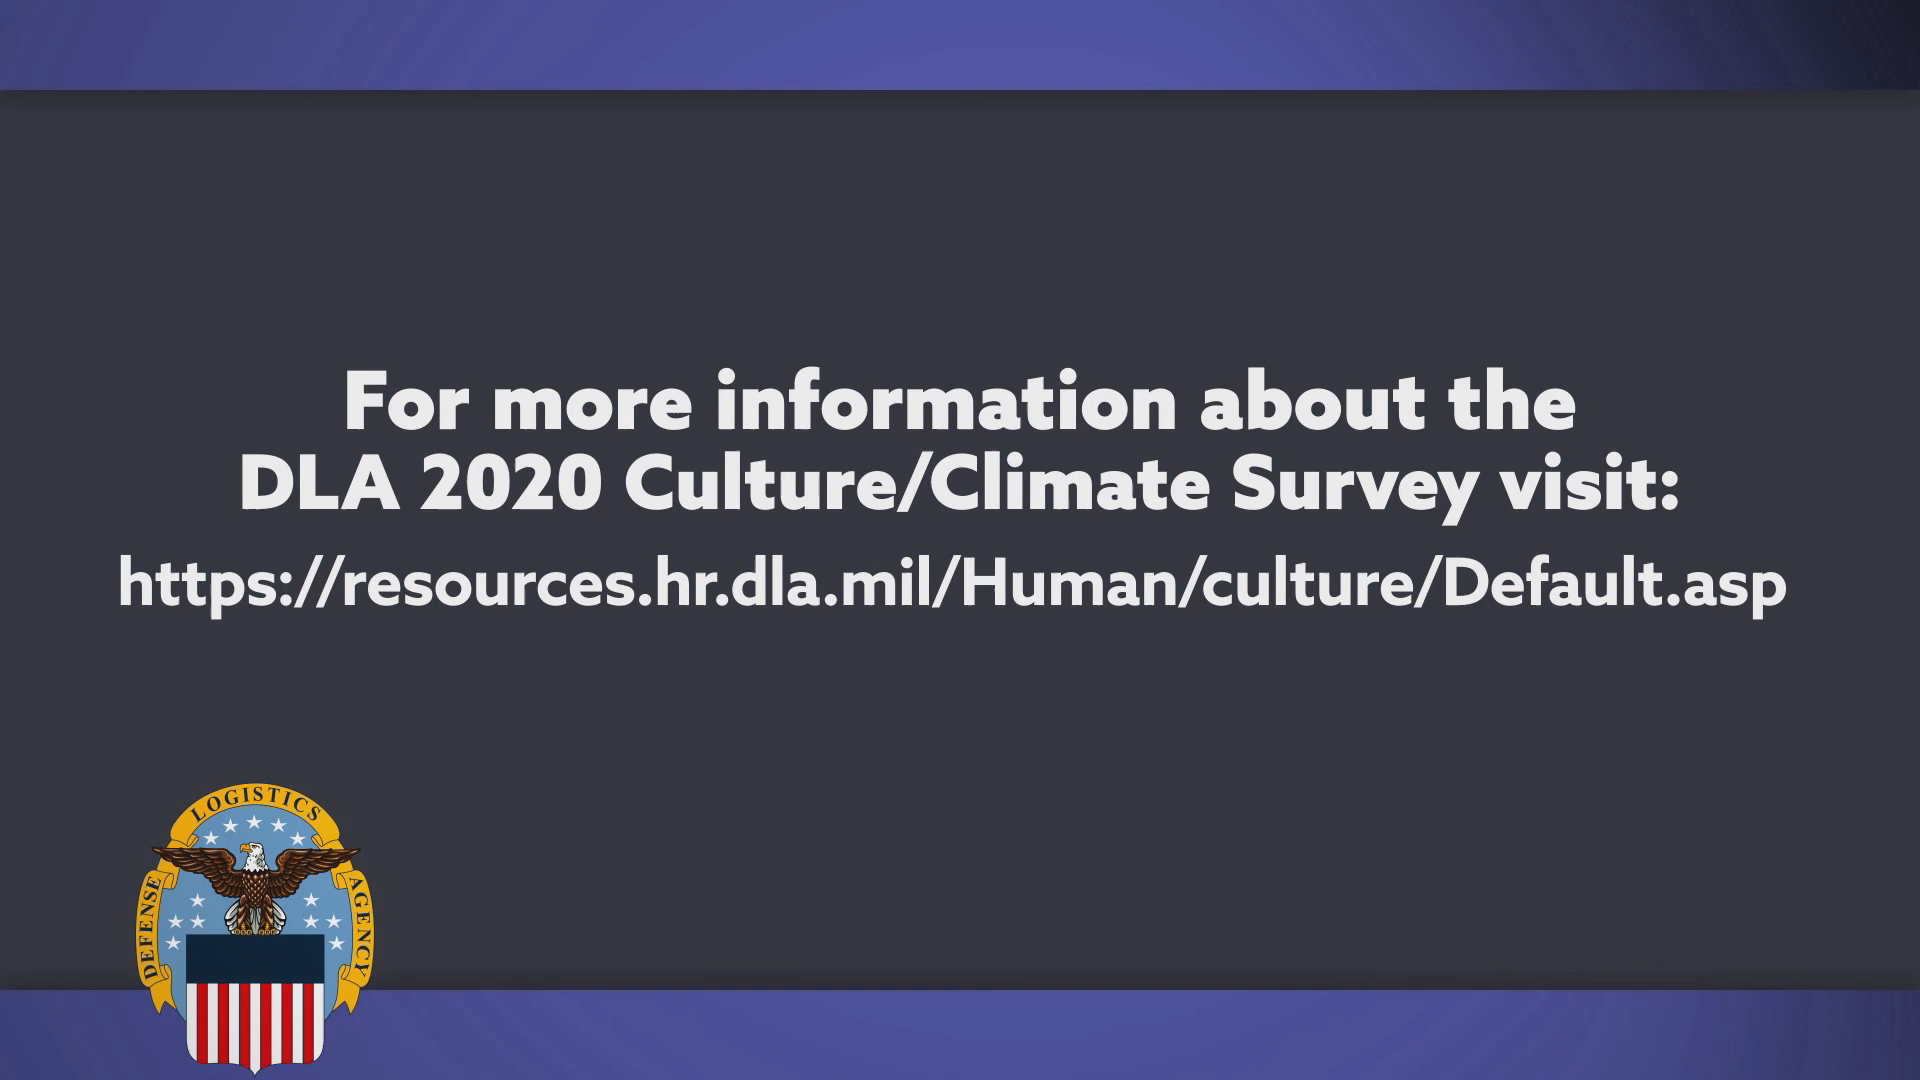 For more information about the
DLA 2020 Culture/Climate Survey visit:
https://resources.hr.dla.mil/Human/culture/Default.asp
DEFENSE LOGISTICS AGENCY